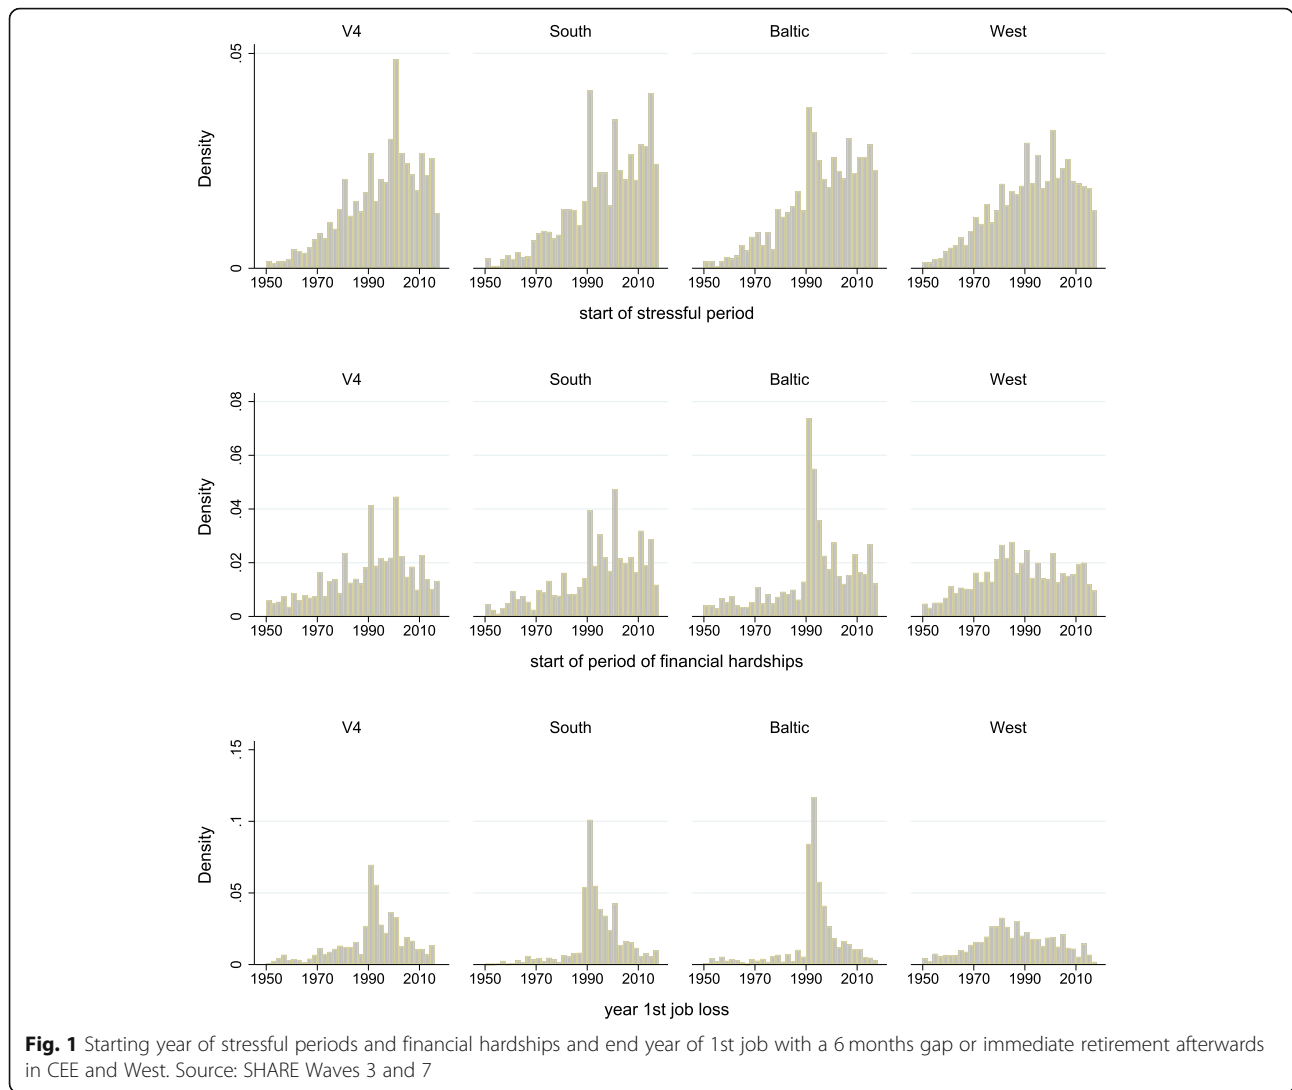 V4 South Baltic West
.05
Density
0
1950 1970 1990 2010 1950 1970 1990 2010 1950 1970 1990 2010 1950 1970 1990 2010
start of stressful period
V4 South Baltic West
.08
.06
.04
.02
0
Density
1950 1970 1990 2010 1950 1970 1990 2010 1950 1970 1990 2010 1950 1970 1990 2010
start of period of financial hardships
V4 South Baltic West
.15
.1
.05
0
Density
1950 1970 1990 2010 1950 1970 1990 2010 1950 1970 1990 2010 1950 1970 1990 2010
year 1st job loss
Fig. 1 Starting year of stressful periods and financial hardships and end year of 1st job with a 6 months gap or immediate retirement afterwards
in CEE and West. Source: SHARE Waves 3 and 7